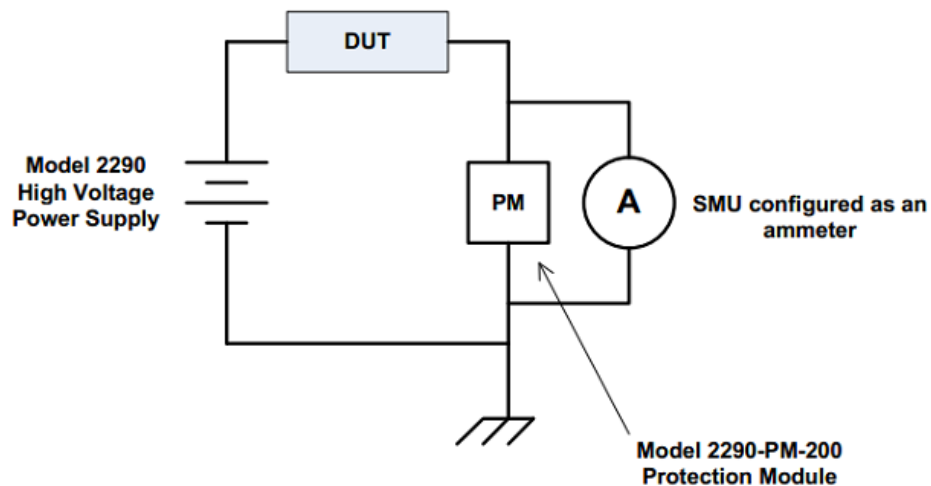 DUT
Model 2290
High Voltage
Power Supply
PM
A
SMU configured as an
ammeter
Model 2290-PM-200
Protection Module